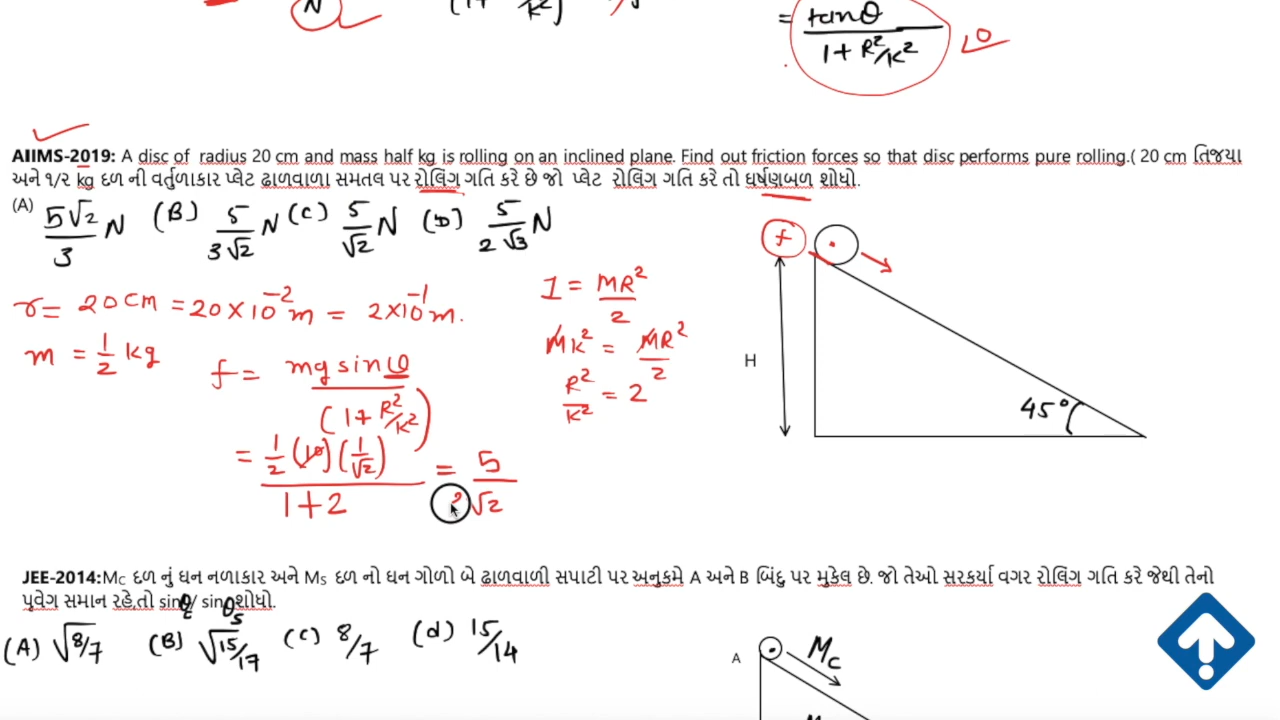 = tanθ / 1 + R²/K²
AIIMS-2019: A disc of radius 20 cm and mass half kg is rolling on an inclined plane. Find out friction forces so that disc performs pure rolling.( 20 cm ત્રિજયા
અને ૧/૨ kg દળ ની વર્તુળાકાર પ્લેટ ઢાળવાળા સમતલ પર રોલિંગ ગતિ કરે છે જો પ્લેટ રોલિંગ ગતિ કરે તો ઘર્ષણબળ શોધો.
(A) 5√2/3 N (B) 5/3√2 N (C) 5/√2 N (D) 5/2√3 N
f
r = 20 cm = 20 × 10⁻² m = 2×10⁻¹ m.
I = MR²/2
m = 1/2 kg
MK² = MR²/2
H
f = mg sinθ / (1 + R²/K²)
R²/K² = 2
45°
= 1/2 (10) (1/√2) / 1+2 = 5 / √2
JEE-2014:Mc દળ નું ઘન નળાકાર અને Ms દળ નો ઘન ગોળો બે ઢાળવાળી સપાટી પર અનુક્રમે A અને B બિંદુ પર મુકેલ છે. જો તેઓ સરકર્યા વગર રોલિંગ ગતિ કરે જેથી તેનો
પ્રવેગ સમાન રહે,તો sinθc/ sinθs શોધો.
(A) √8/7 (B) √15/17 (C) 8/7 (d) 15/14
A
Mc